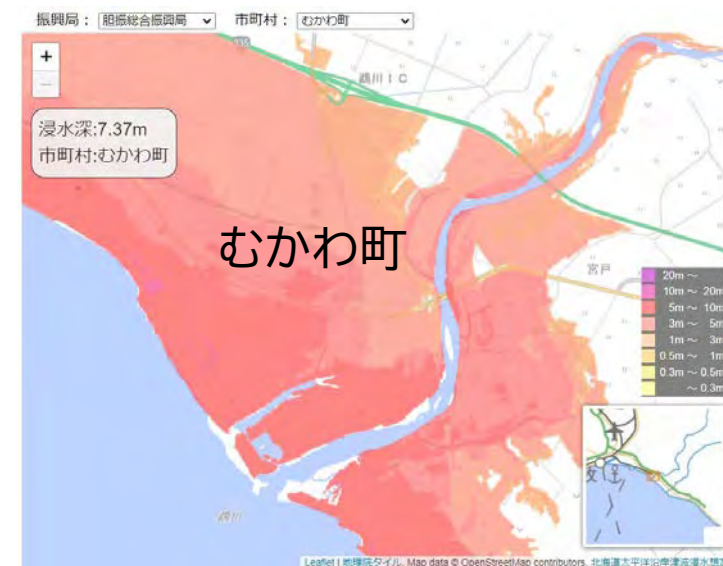 振興局： 胆振総合振興局 市町村： むかわ町
+
−
浸水深:7.37m
市町村:むかわ町
235
鵡川IC
むかわ町
宮戸
20m～
10m～ 20m
5m～ 10m
3m～ 5m
1m～ 3m
0.5m～ 1m
0.3m～ 0.5m
～ 0.3m
鵡川
Leaflet | 地理院タイル, Map data © OpenStreetMap contributors, 北海道太平洋沿岸津波浸水想定